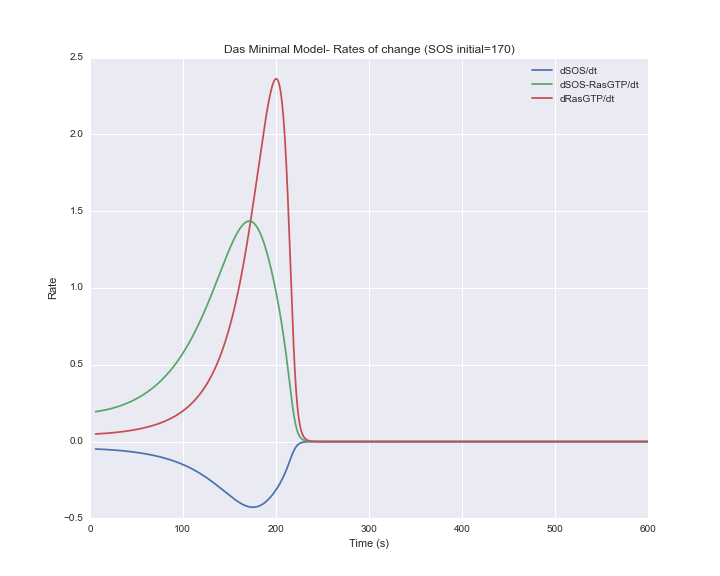 Das Minimal Model- Rates of change (SOS initial=170)
dSOS/dt
dSOS-RasGTP/dt
dRasGTP/dt
2.5
2.0
1.5
1.0
0.5
0.0
−0.5
Rate
0 100 200 300 400 500 600
Time (s)